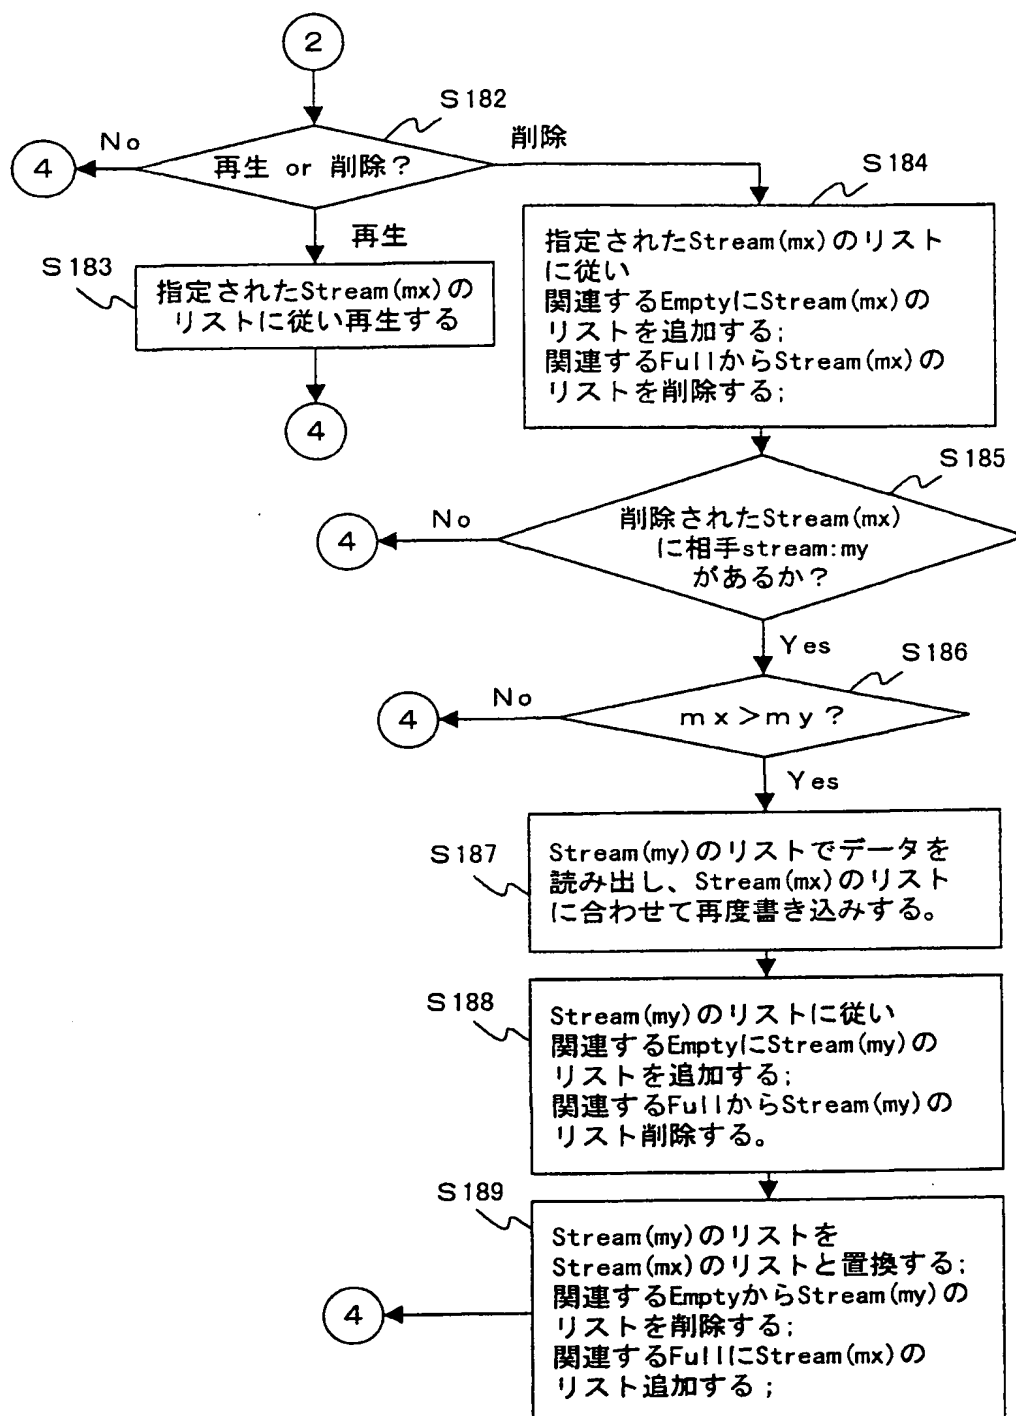 2
S182
No
削除
4
再生 or 削除？
S184
再生
S183
指定されたStream(mx)の
リストに従い再生する
4
指定されたStream(mx)のリスト
に従い
関連するEmptyにStream(mx)の
リストを追加する;
関連するFullからStream(mx)の
リストを削除する;
S185
No
4
削除されたStream(mx)
に相手stream:my
があるか？
Yes
S186
No
4
ｍｘ＞ｍｙ？
Yes
S187
Stream(my)のリストでデータを
読み出し、Stream(mx)のリスト
に合わせて再度書き込みする。
S188
Stream(my)のリストに従い
関連するEmptyにStream(my)の
リストを追加する;
関連するFullからStream(my)の
リスト削除する。
S189
Stream(my)のリストを
Stream(mx)のリストと置換する;
関連するEmptyからStream(my)の
リストを削除する;
関連するFullにStream(mx)の
リスト追加する;
4